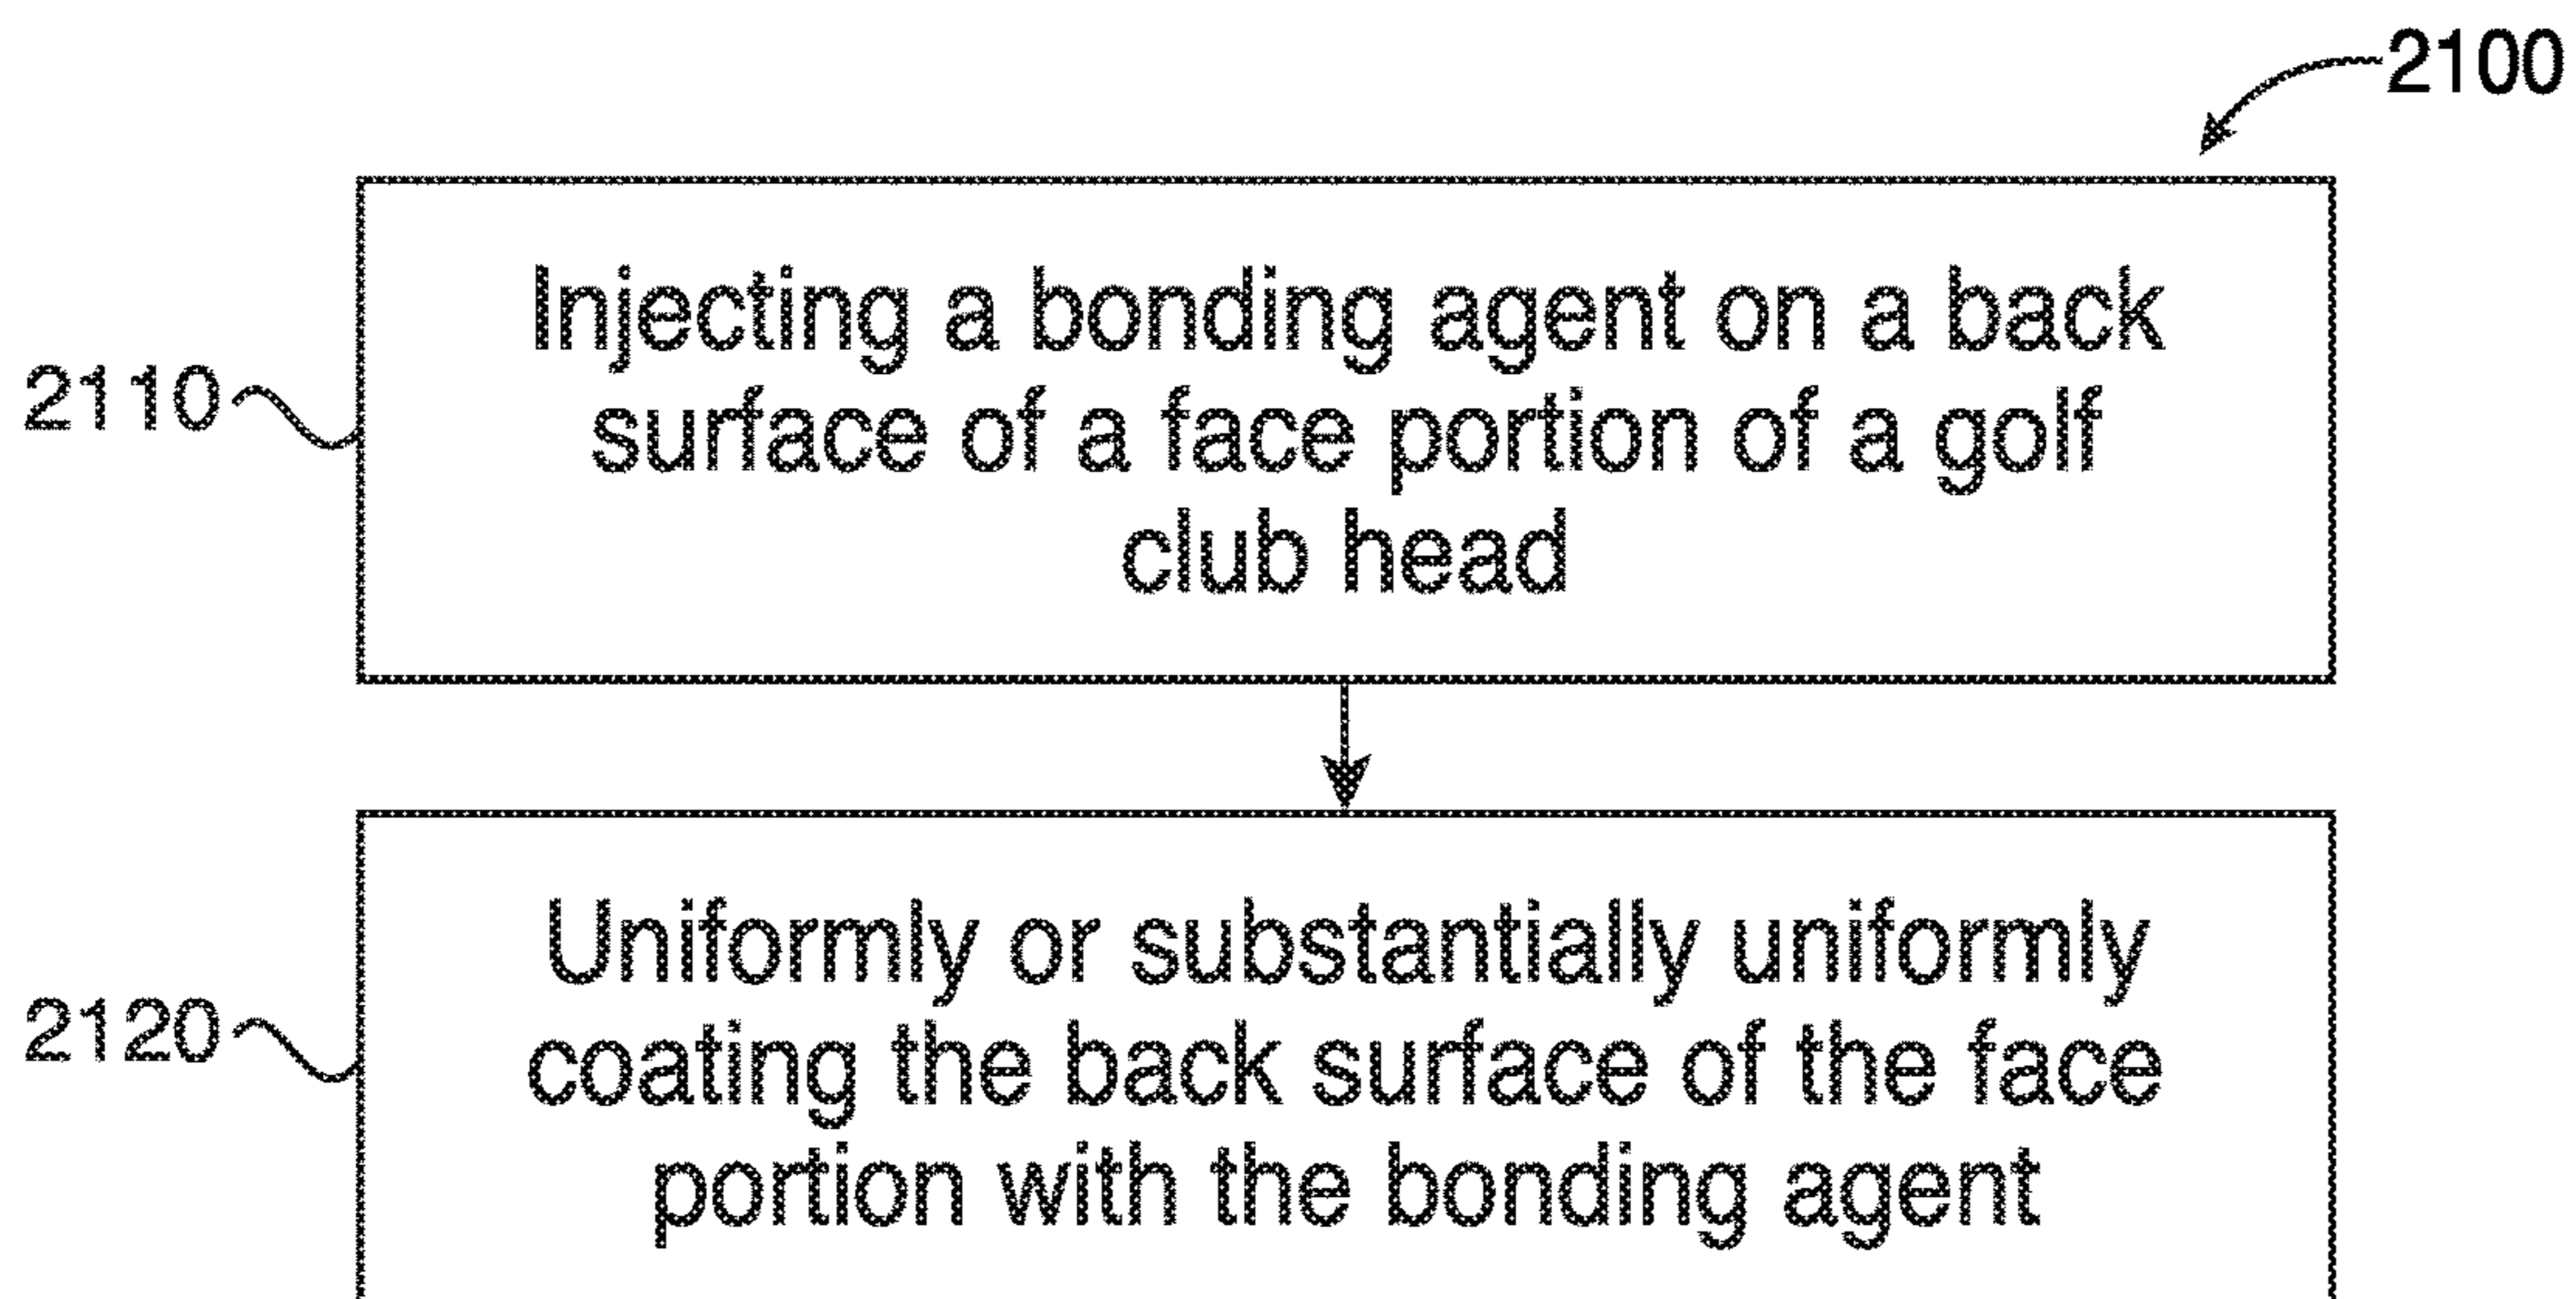 2100
Injecting a bonding agent on a back
surface of a face portion of a golf
club head
2110
Uniformly or substantially uniformly
coating the back surface of the face
portion with the bonding agent
2120